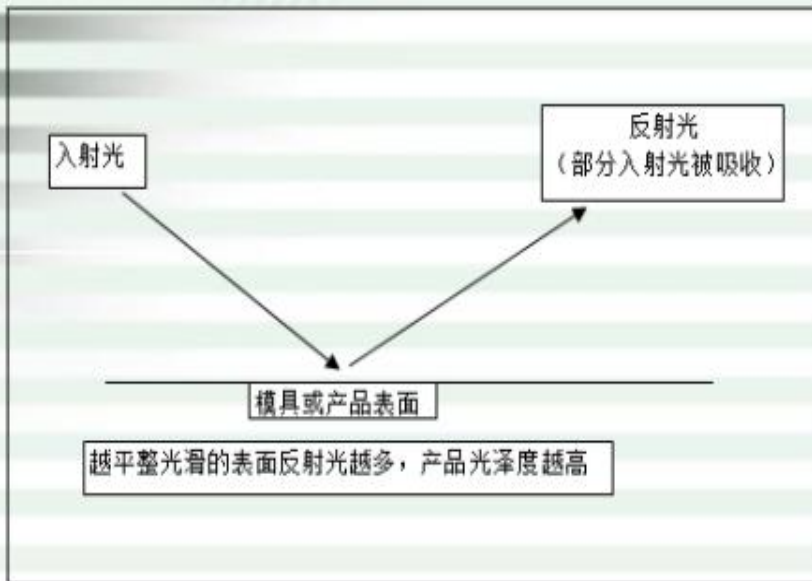 入射光
反射光
（部分入射光被吸收）
模具或产品表面
越平整光滑的表面反射光越多，产品光泽度越高